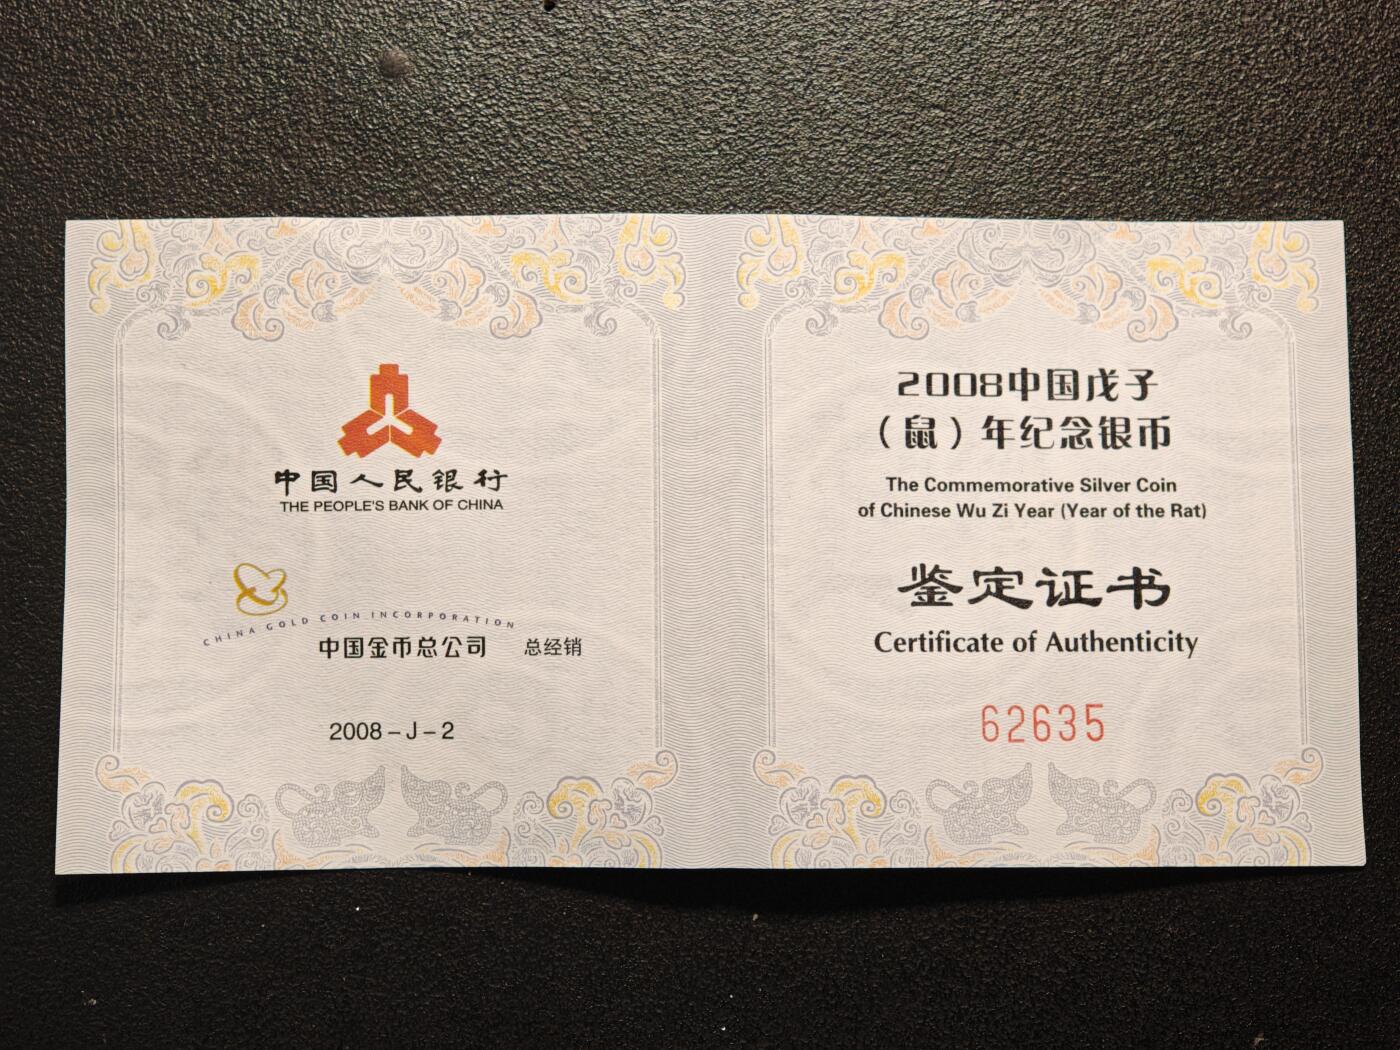 中国人民银行
THE PEOPLE'S BANK OF CHINA
CHINA GOLD COIN INCORPORATION
中国金币总公司 总经销
2008-J-2
2008中国戊子
（鼠）年纪念银币
The Commemorative Silver Coin
of Chinese Wu Zi Year (Year of the Rat)
鉴定证书
Certificate of Authenticity
62635